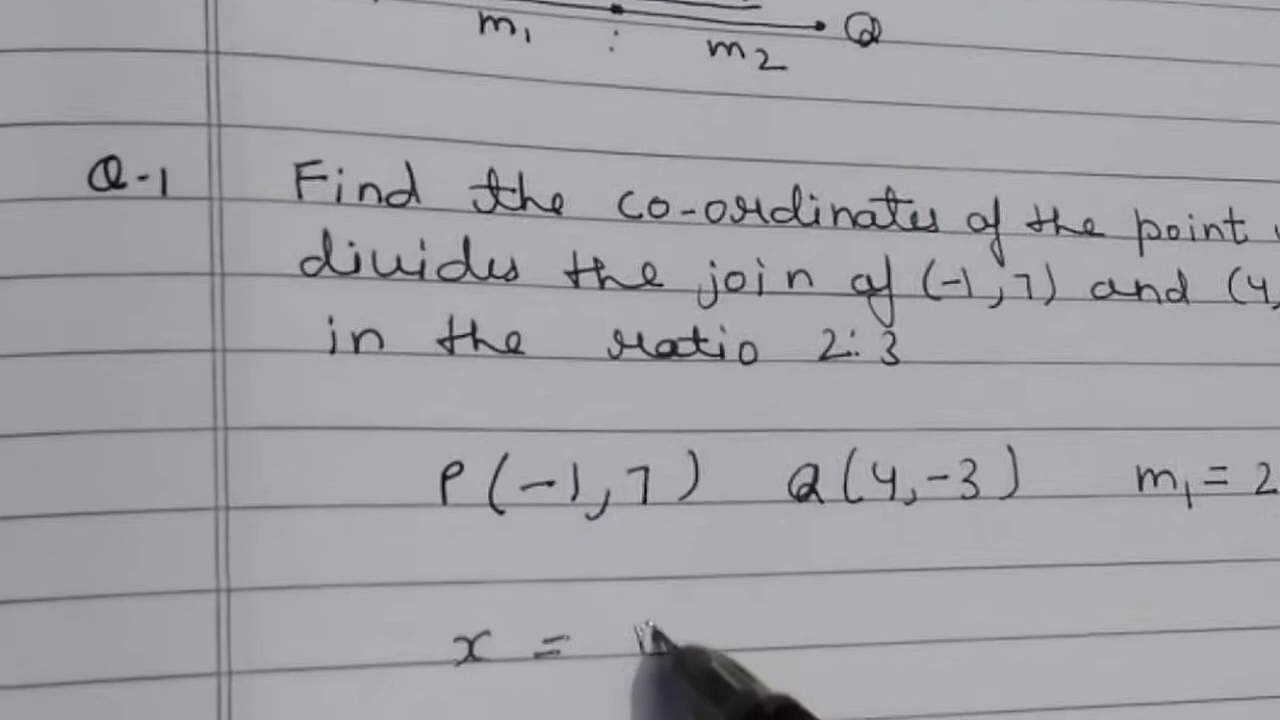 m₁ : m₂ Q
Q-1 Find the co-ordinates of the point
divides the join of (-1,7) and (4,
in the ratio 2:3
P(-1,7) Q(4,-3) m₁=2
x =